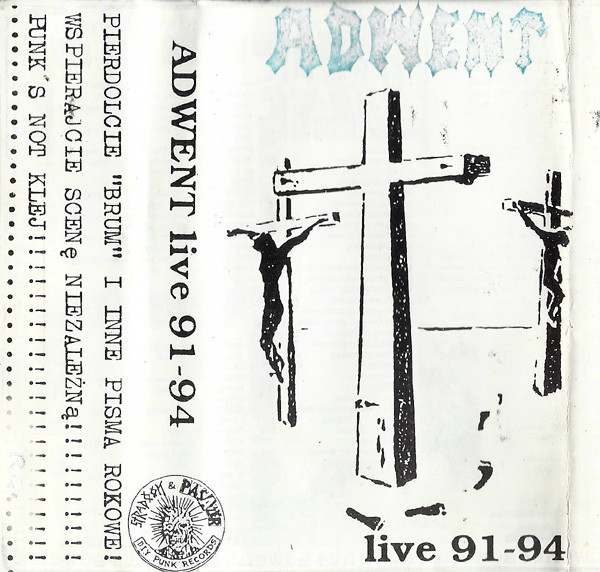 ADWENT
live 91-94
ADWENT live 91-94
PIERDOLCIE "BRUM" I INNE PISMA ROKOWE!
WSPIERAJCIE SCENę NIEZALEŻNą!!!!!!!!!!
PUNK'S NOT KLEJ!!!!!!!!!!!!!!!!!!!!!!!
&
DIY PUNK RECORDS